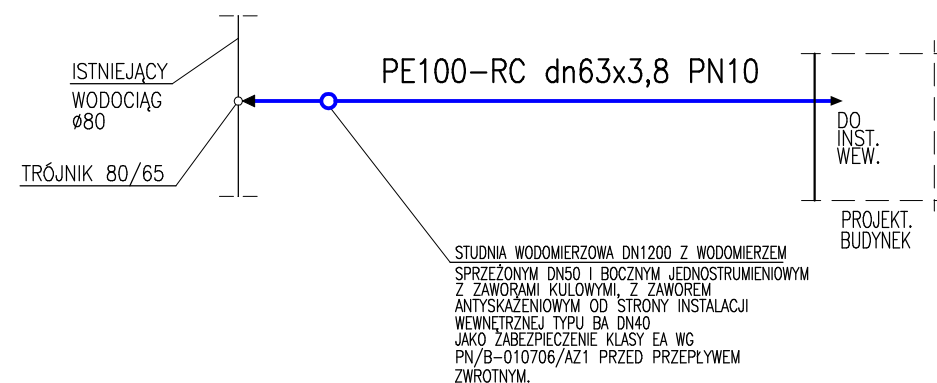 PE100-RC dn63x3,8 PN10
ISTNIEJĄCY
WODOCIĄG
ø80
TRÓJNIK 80/65
DO
INST.
WEW.
PROJEKT.
BUDYNEK
STUDNIA WODOMIERZOWA DN1200 Z WODOMIERZEM
SPRZĘŻONYM DN50 I BOCZNYM JEDNOSTRUMIENIOWYM
Z ZAWORAMI KULOWYMI, Z ZAWOREM
ANTYSKAŻENIOWYM OD STRONY INSTALACJI
WEWNĘTRZNEJ TYPU BA DN40
JAKO ZABEZPIECZENIE KLASY EA WG
PN/B-010706/AZ1 PRZED PRZEPŁYWEM
ZWROTNYM.